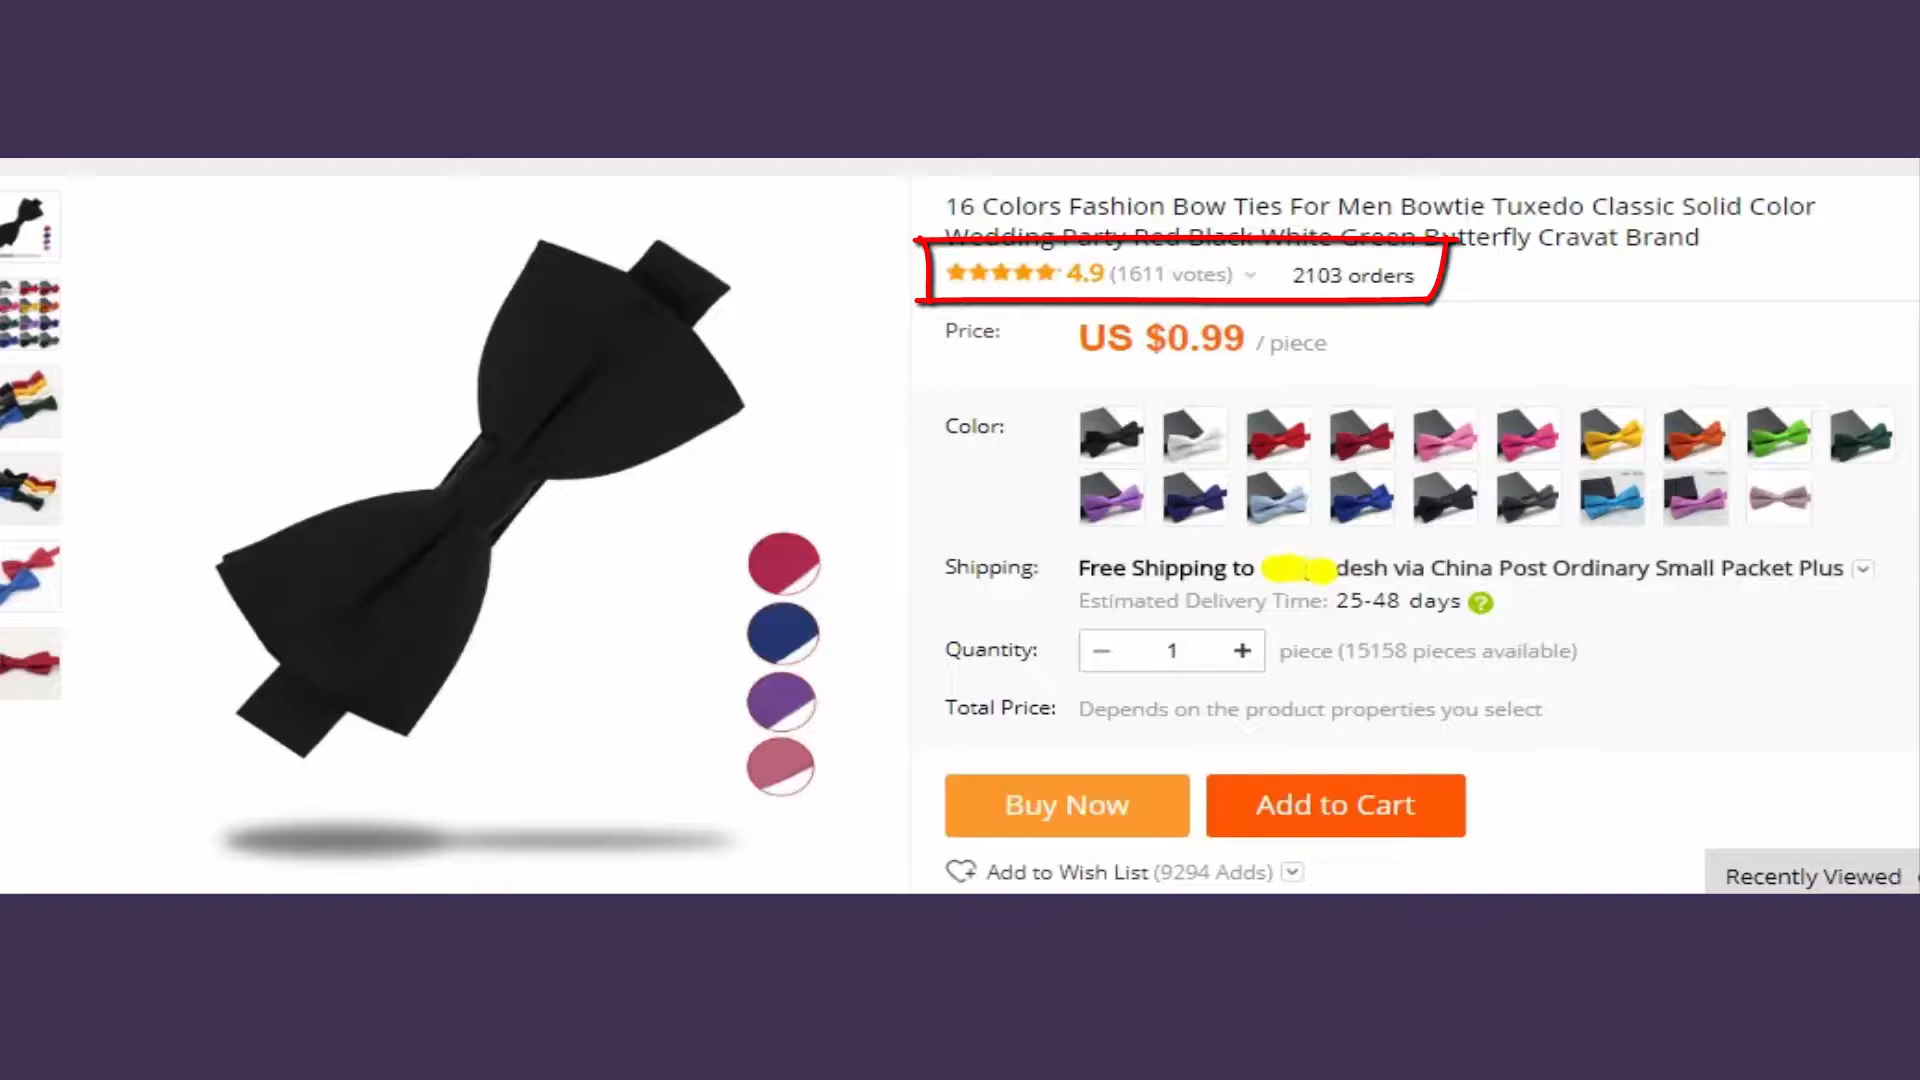 16 Colors Fashion Bow Ties For Men Bowtie Tuxedo Classic Solid Color
Wedding Party Red Black White Green Butterfly Cravat Brand
4.9 (1611 votes) 2103 orders
Price: US $0.99 / piece
Color:
Shipping: Free Shipping to desh via China Post Ordinary Small Packet Plus
Estimated Delivery Time: 25-48 days ?
Quantity: − 1 + piece (15158 pieces available)
Total Price: Depends on the product properties you select
Buy Now Add to Cart
Add to Wish List (9294 Adds)
Recently Viewed